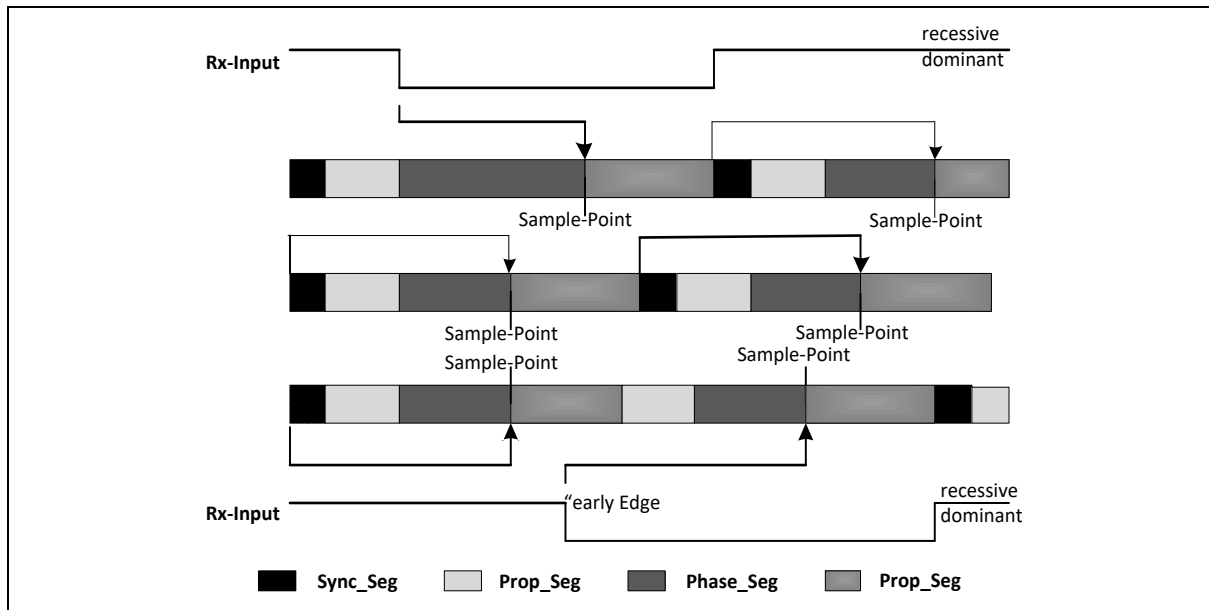 recessive
Rx-Input
dominant
Sample-Point
Sample-Point
Sample-Point
Sample-Point
Sample-Point
Sample-Point
“early Edge
Rx-Input
recessive
dominant
Sync_Seg
Prop_Seg
Phase_Seg
Prop_Seg